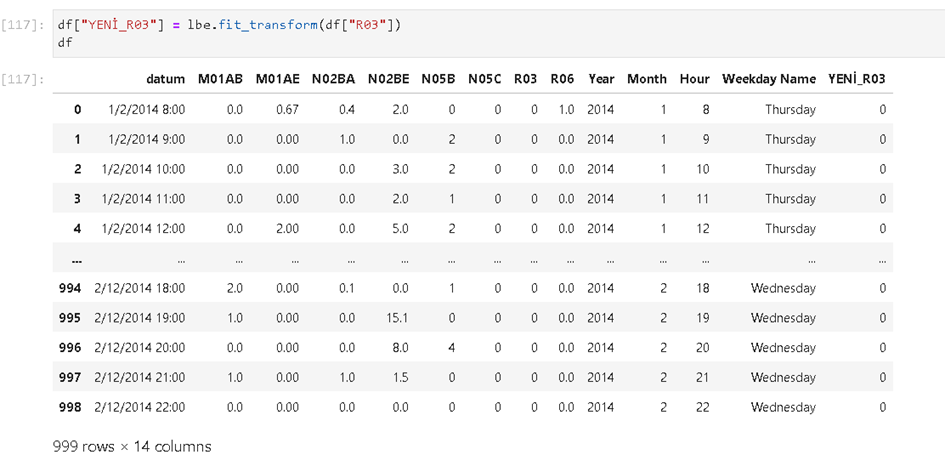 [117]: df["YENİ_R03"] = lbe.fit_transform(df["R03"])
df
[117]: datum M01AB M01AE N02BA N02BE N05B N05C R03 R06 Year Month Hour Weekday Name YENİ_R03
0 1/2/2014 8:00 0.0 0.67 0.4 2.0 0 0 0 1.0 2014 1 8 Thursday 0
1 1/2/2014 9:00 0.0 0.00 1.0 0.0 2 0 0 0.0 2014 1 9 Thursday 0
2 1/2/2014 10:00 0.0 0.00 0.0 3.0 2 0 0 0.0 2014 1 10 Thursday 0
3 1/2/2014 11:00 0.0 0.00 0.0 2.0 1 0 0 0.0 2014 1 11 Thursday 0
4 1/2/2014 12:00 0.0 2.00 0.0 5.0 2 0 0 0.0 2014 1 12 Thursday 0
... ... ... ... ... ... ... ... ... ... ... ... ... ... ...
994 2/12/2014 18:00 2.0 0.00 0.1 0.0 1 0 0 0.0 2014 2 18 Wednesday 0
995 2/12/2014 19:00 1.0 0.00 0.0 15.1 0 0 0 0.0 2014 2 19 Wednesday 0
996 2/12/2014 20:00 0.0 0.00 0.0 8.0 4 0 0 0.0 2014 2 20 Wednesday 0
997 2/12/2014 21:00 1.0 0.00 1.0 1.5 0 0 0 0.0 2014 2 21 Wednesday 0
998 2/12/2014 22:00 0.0 0.00 0.0 0.0 0 0 0 0.0 2014 2 22 Wednesday 0
999 rows × 14 columns